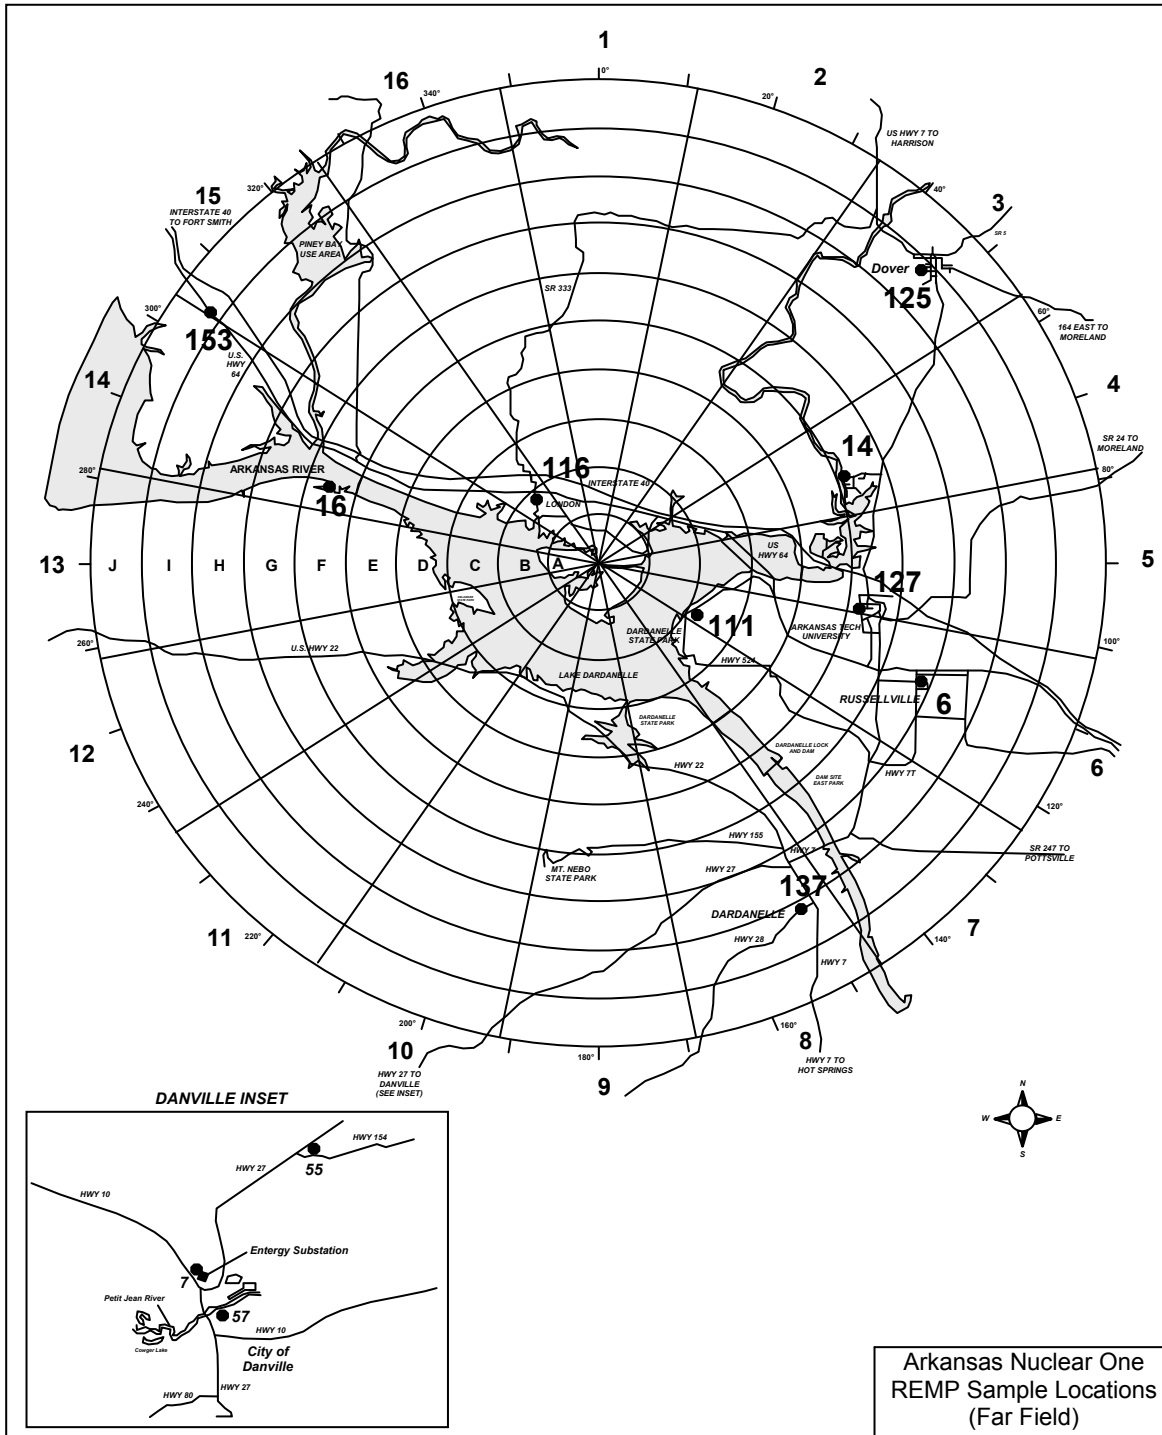 1
0°
16
340°
20°
2
US HWY 7 TO
HARRISON
40°
320°
15
INTERSTATE 40
TO FORT SMITH
3
SR 5
PINEY BAY
USE AREA
Dover
125
SR 333
300°
60°
153
164 EAST TO
MORELAND
U.S.
HWY
64
14
4
SR 24 TO
MORELAND
280°
ARKANSAS RIVER
116
14
80°
INTERSTATE 40
16
LONDON
13
J
I
H
G
F
E
D
C
B
A
US
HWY 64
5
127
DARDANELLE
STATE PARK
111
ARKANSAS TECH
UNIVERSITY
260°
U.S. HWY 22
100°
HWY 524
LAKE DARDANELLE
RUSSELLVILLE
6
DARDANELLE
STATE PARK
12
DARDANELLE LOCK
AND DAM
HWY 22
HWY 7T
6
DAM SITE
EAST PARK
240°
120°
HWY 155
HWY 7
SR 247 TO
POTTSVILLE
MT. NEBO
STATE PARK
HWY 27
137
DARDANELLE
11
220°
HWY 28
140°
7
HWY 7
200°
160°
10
180°
8
HWY 27 TO
DANVILLE
(SEE INSET)
9
HWY 7 TO
HOT SPRINGS
DANVILLE INSET
N
W
E
S
HWY 154
55
HWY 27
HWY 10
Entergy Substation
7
Petit Jean River
57
HWY 10
Cowger Lake
City of
Danville
HWY 27
HWY 80
Arkansas Nuclear One
REMP Sample Locations
(Far Field)